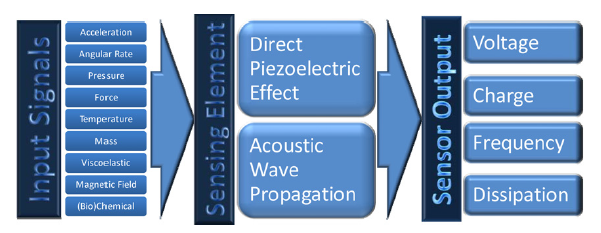 Input Signals
Acceleration
Angular Rate
Pressure
Force
Temperature
Mass
Viscoelastic
Magnetic Field
(Bio)Chemical
Sensing Element
Direct
Piezoelectric
Effect
Acoustic
Wave
Propagation
Sensor Output
Voltage
Charge
Frequency
Dissipation